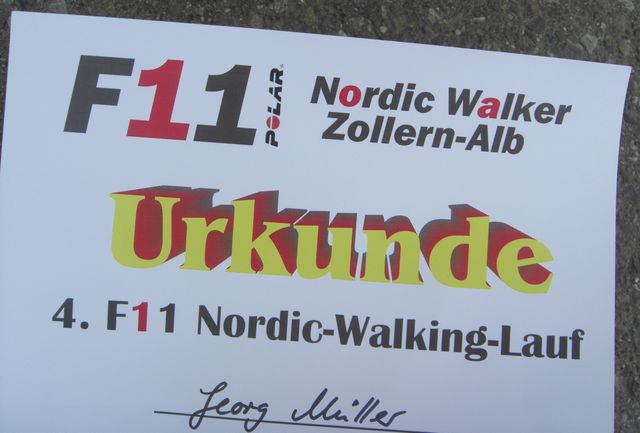 F11 POLAR
Nordic Walker
Zollern-Alb
Urkunde
4. F11 Nordic-Walking-Lauf
Georg Müller